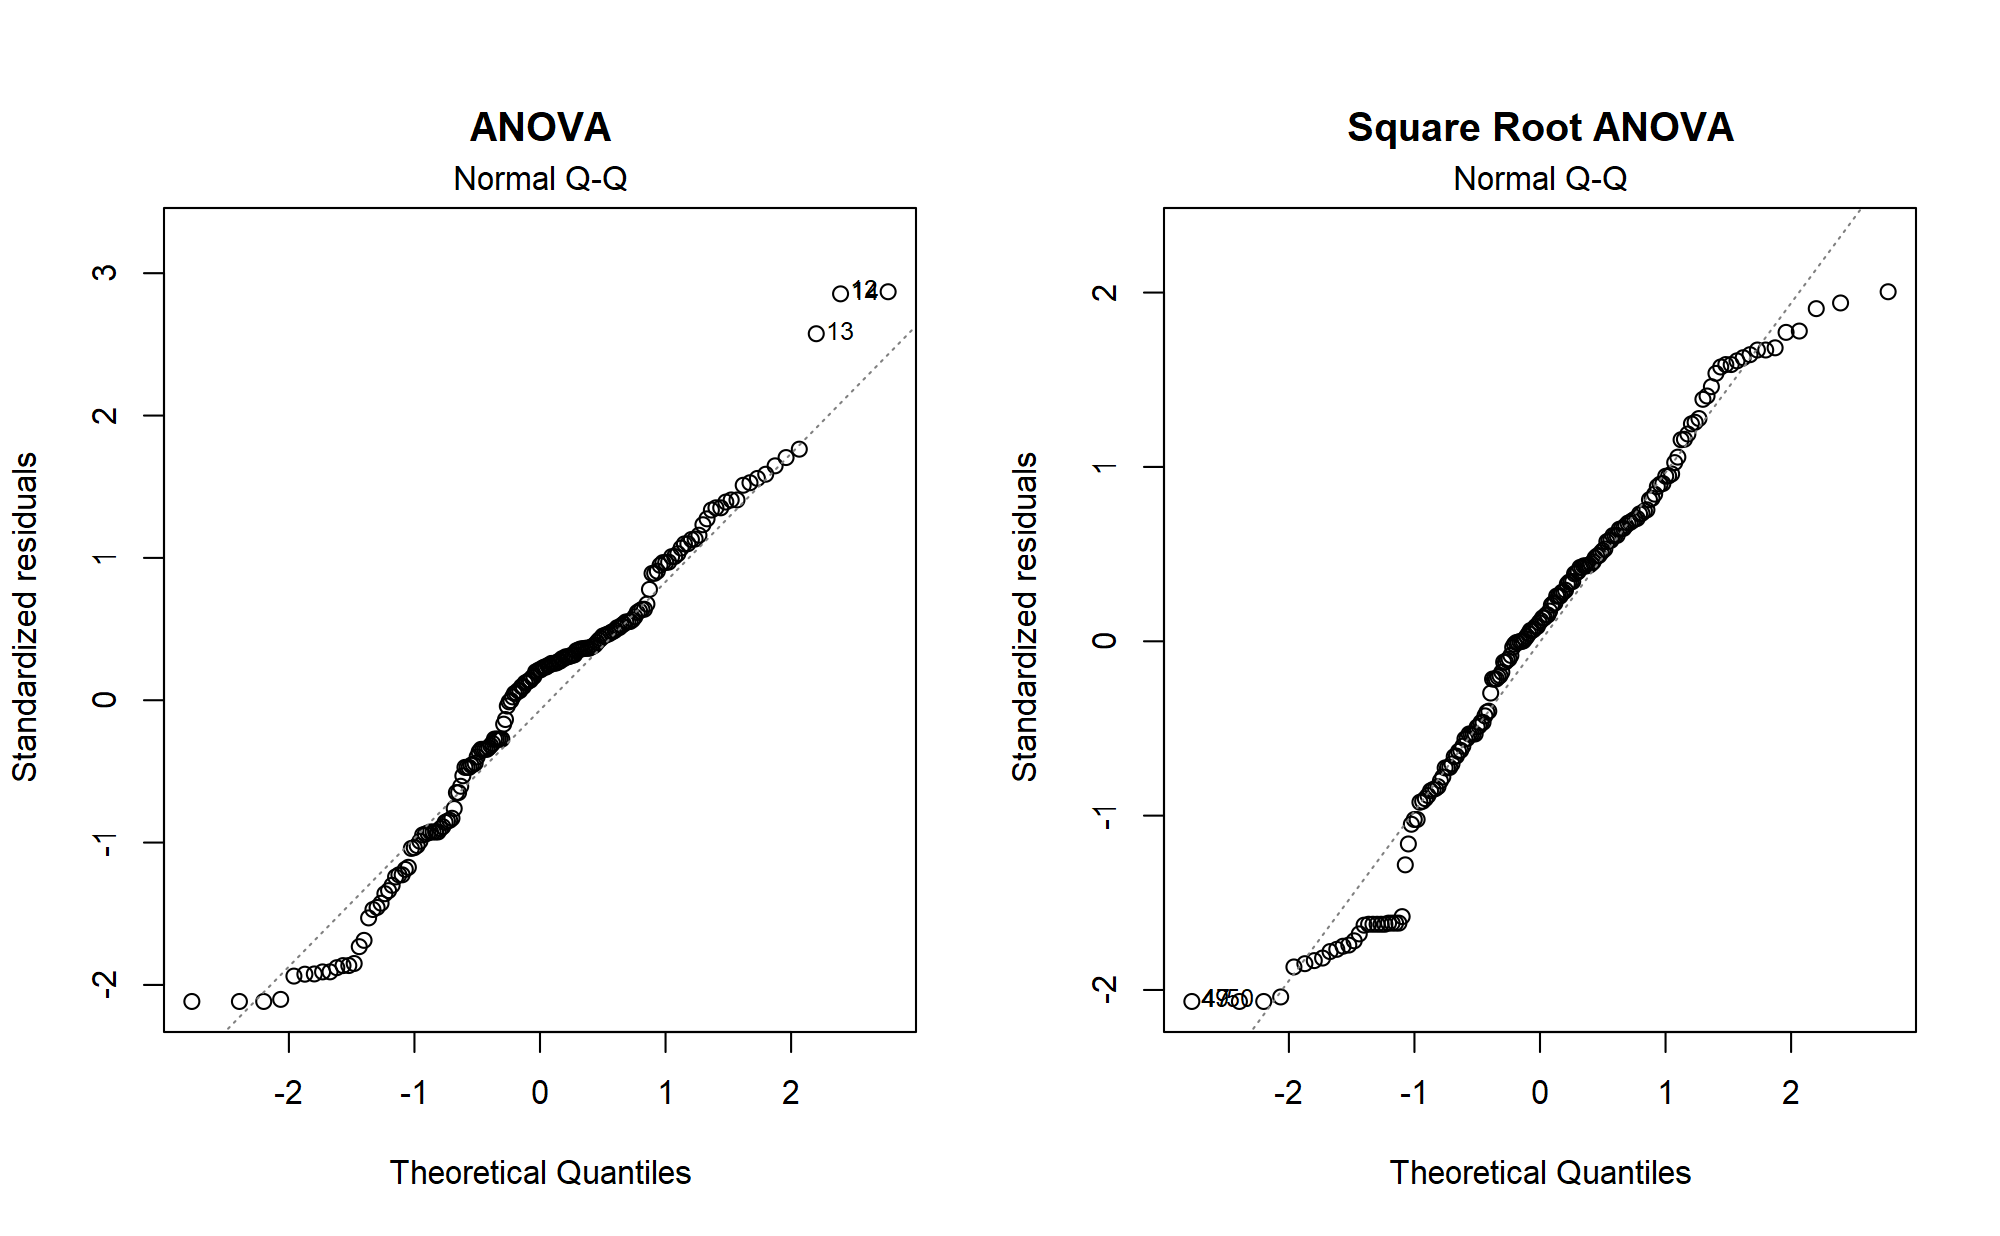 ANOVA
Normal Q-Q
Standardized residuals
3
2
1
0
-1
-2
13
-2
-1
0
1
2
Theoretical Quantiles
Square Root ANOVA
Normal Q-Q
Standardized residuals
2
1
0
-1
-2
-2
-1
0
1
2
Theoretical Quantiles